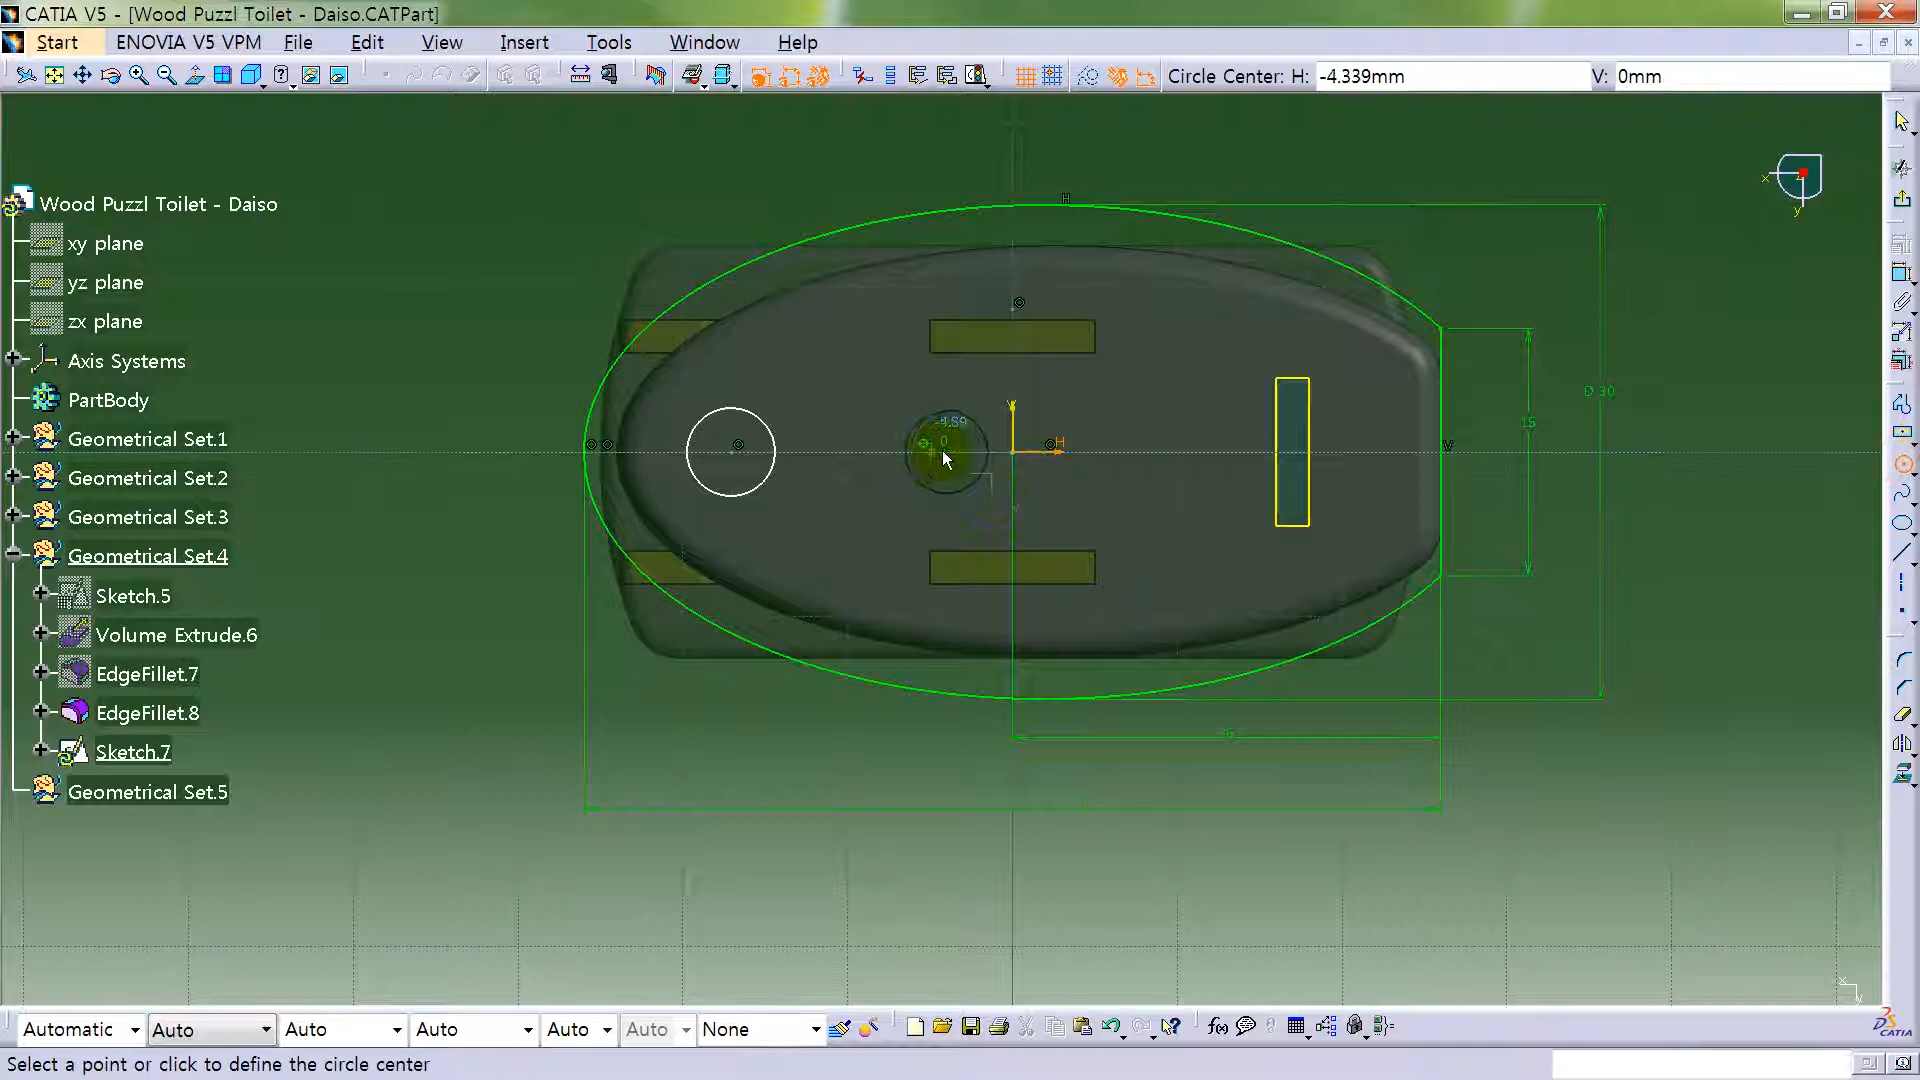 CATIA V5 - [Wood Puzzl Toilet - Daiso.CATPart]
Start ENOVIA V5 VPM File Edit View Insert Tools Window Help
Circle Center: H: -4.339mm V: 0mm
Wood Puzzl Toilet - Daiso
xy plane
yz plane
zx plane
Axis Systems
PartBody
Geometrical Set.1
Geometrical Set.2
Geometrical Set.3
Geometrical Set.4
Sketch.5
Volume Extrude.6
EdgeFillet.7
EdgeFillet.8
Sketch.7
Geometrical Set.5
H
D 30
15
V
H
0
x
y
Automatic Auto Auto Auto Auto Auto None
CATIA
Select a point or click to define the circle center